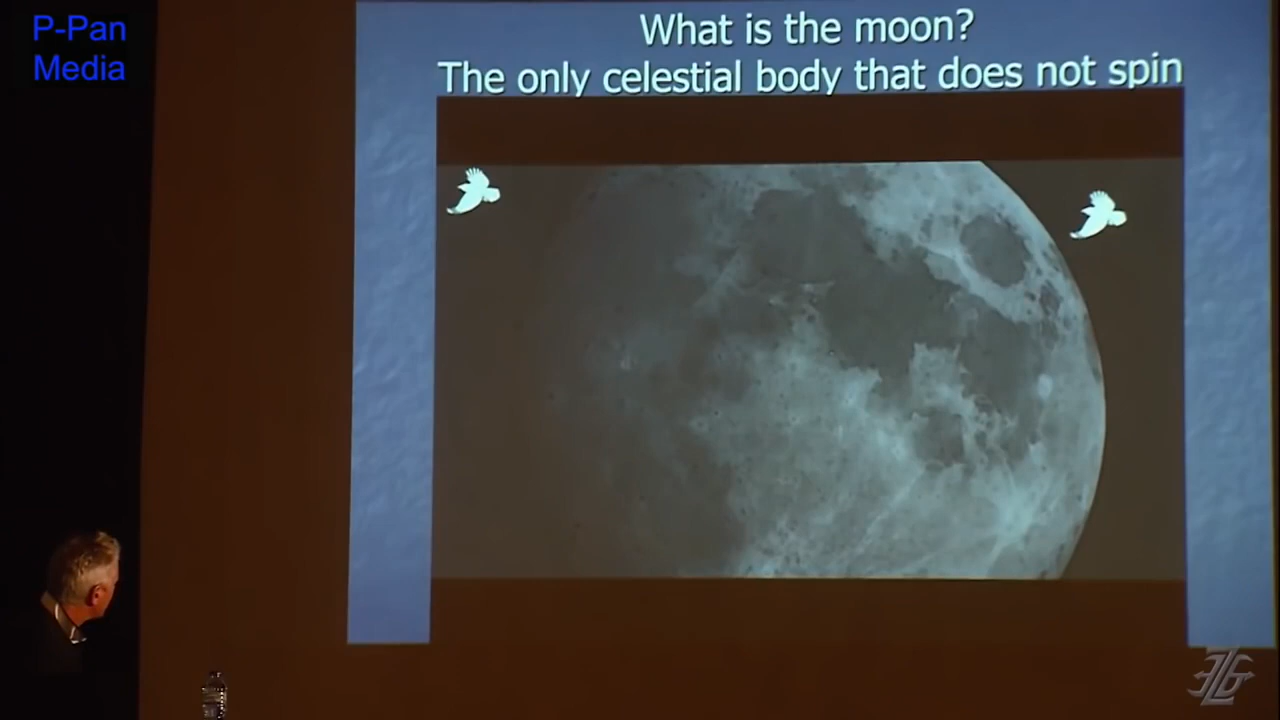 P-Pan
Media
What is the moon?
The only celestial body that does not spin